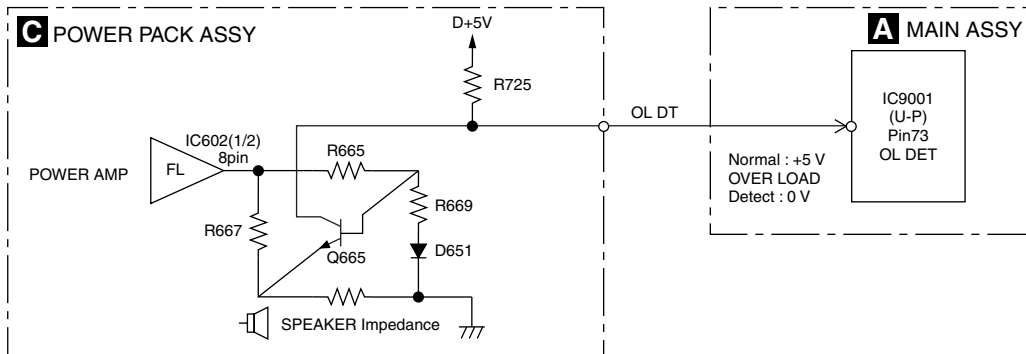 C POWER PACK ASSY
A MAIN ASSY
D+5V
R725
OL DT
IC9001
(U-P)
Pin73
OL DET
Normal : +5 V
OVER LOAD
Detect : 0 V
IC602(1/2)
8pin
R665
POWER AMP
FL
R669
R667
Q665
D651
SPEAKER Impedance